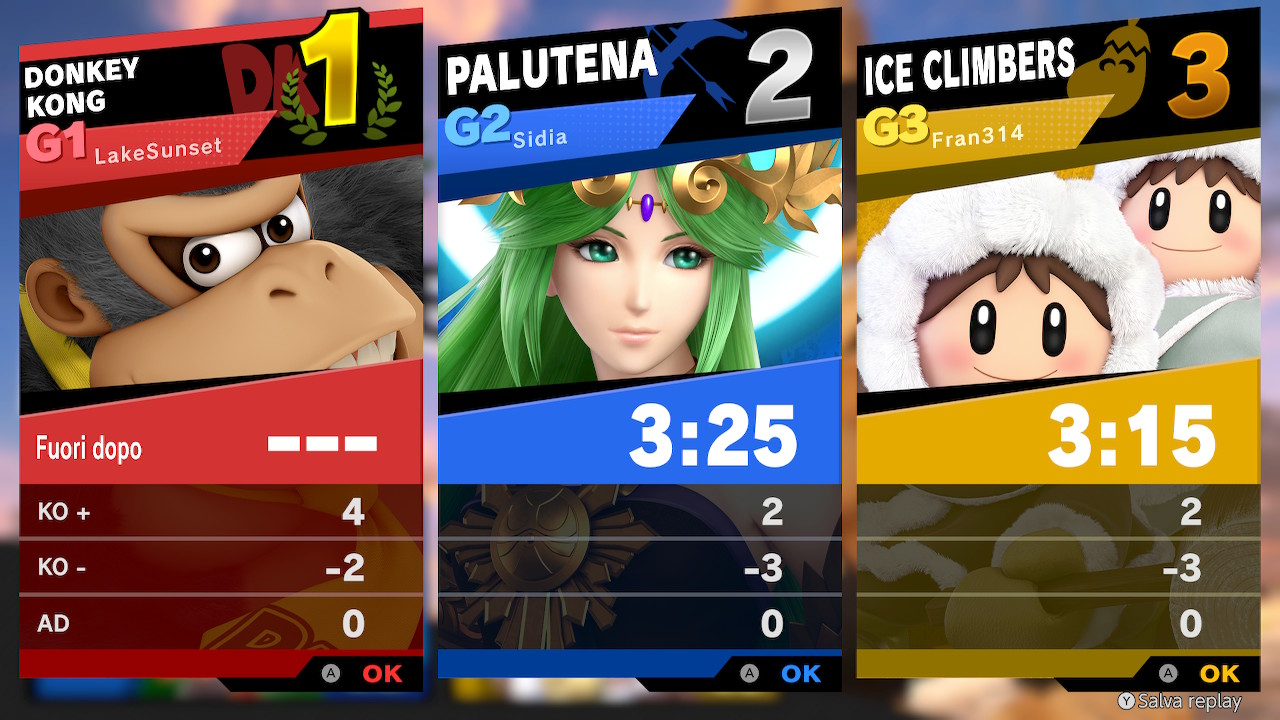 DONKEY
KONG
DK
1
G1 LakeSunset
Fuori dopo ---
KO + 4
KO - -2
AD 0
A OK
PALUTENA
2
G2 Sidia
3:25
2
-3
0
A OK
ICE CLIMBERS
3
G3 Fran314
3:15
2
-3
0
A OK
Y Salva replay